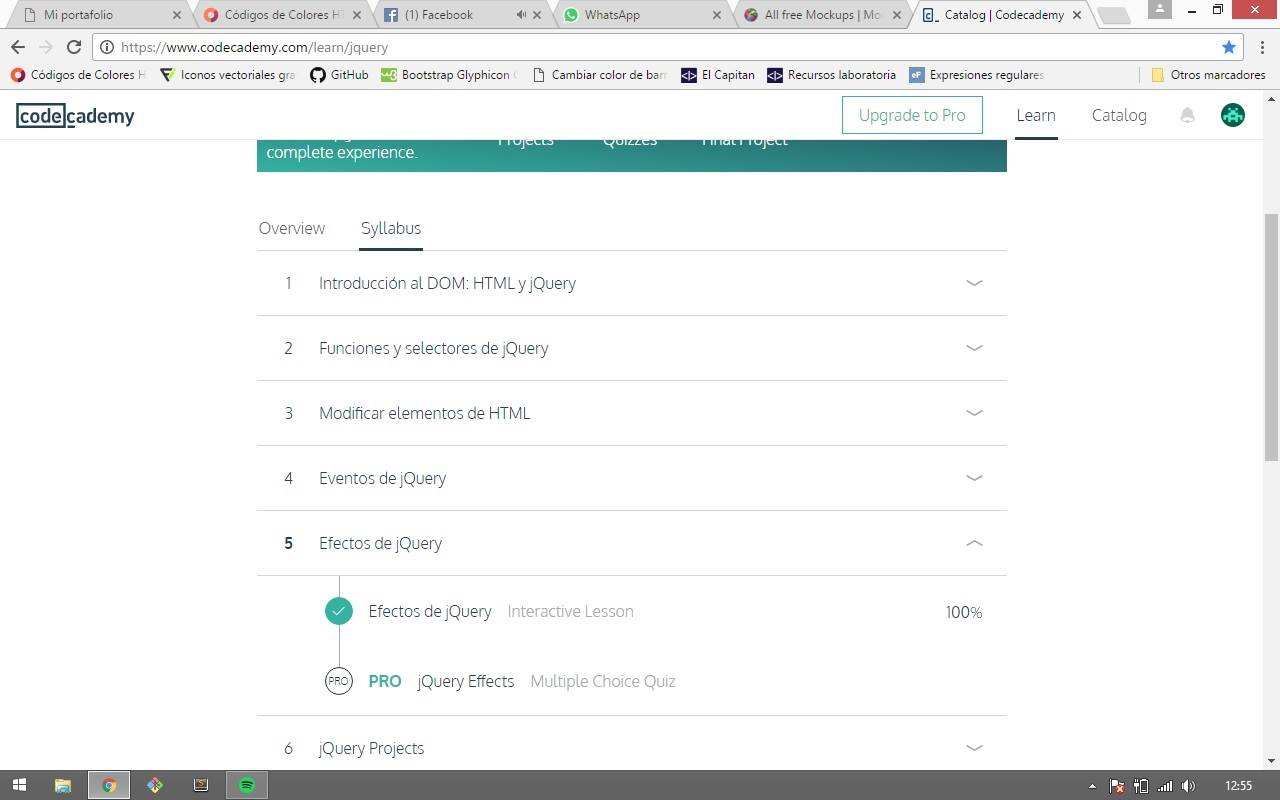 Mi portafolio
Códigos de Colores HT
(1) Facebook
WhatsApp
All free Mockups | Mo
Catalog | Codecademy
https://www.codecademy.com/learn/jquery
Códigos de Colores H
Iconos vectoriales gra
GitHub
Bootstrap Glyphicon
Cambiar color de bar
El Capitan
Recursos laboratoria
Expresiones regulares
Otros marcadores
codecademy
Upgrade to Pro
Learn
Catalog
complete experience.
Projects
Quizzes
Final Project
Overview
Syllabus
1 Introducción al DOM: HTML y jQuery
2 Funciones y selectores de jQuery
3 Modificar elementos de HTML
4 Eventos de jQuery
5 Efectos de jQuery
Efectos de jQuery Interactive Lesson 100%
PRO PRO jQuery Effects Multiple Choice Quiz
6 jQuery Projects
12:55